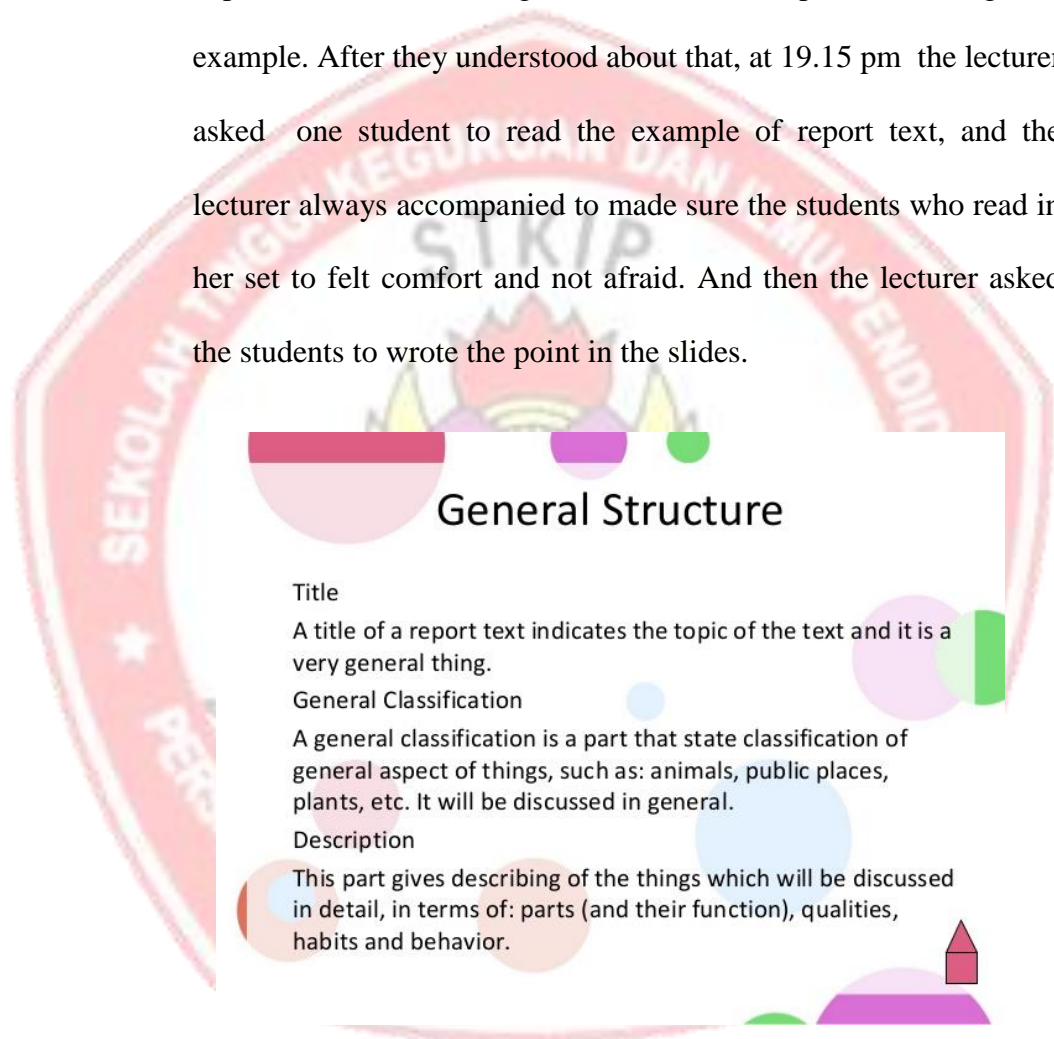 example. After they understood about that, at 19.15 pm the lecturer
asked one student to read the example of report text, and the
lecturer always accompanied to made sure the students who read in
her set to felt comfort and not afraid. And then the lecturer asked
the students to wrote the point in the slides.
SEKOLAH TINGGI KEGURUAN DAN ILMU
STKIP
General Structure
Title
A title of a report text indicates the topic of the text and it is a
very general thing.
General Classification
A general classification is a part that state classification of
general aspect of things, such as: animals, public places,
plants, etc. It will be discussed in general.
Description
This part gives describing of the things which will be discussed
in detail, in terms of: parts (and their function), qualities,
habits and behavior.